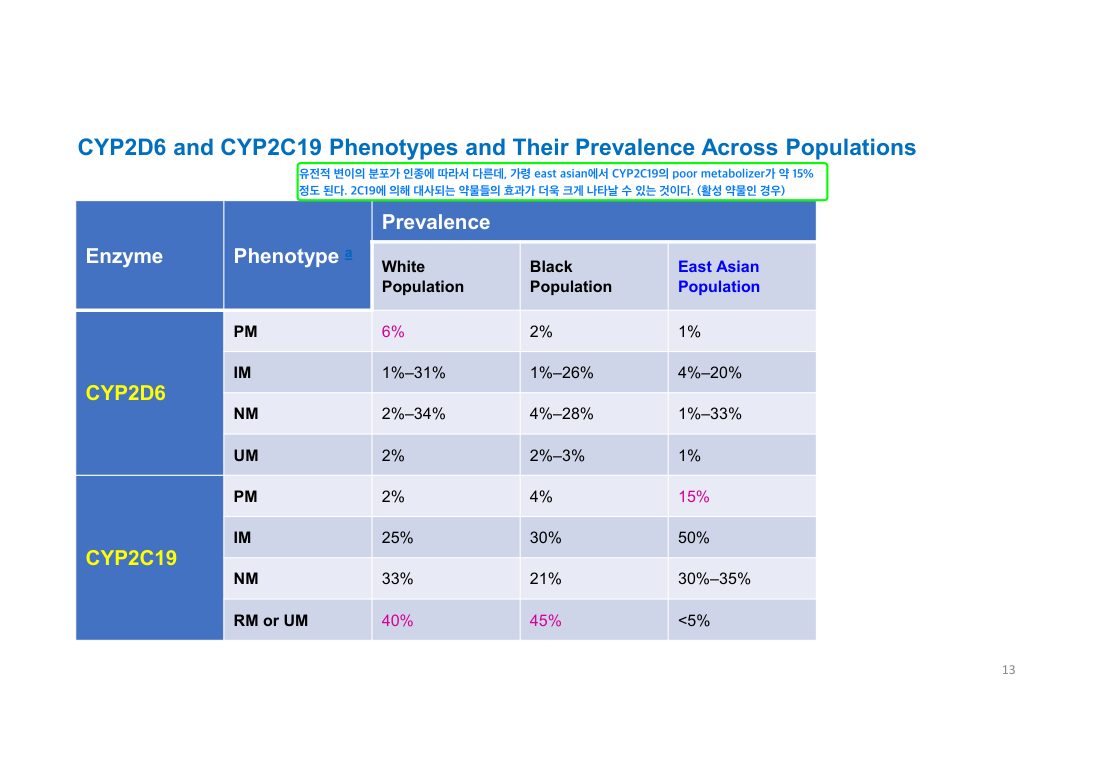 CYP2D6 and CYP2C19 Phenotypes and Their Prevalence Across Populations
유전적 변이의 분포가 인종에 따라서 다른데, 가령 east asian에서 CYP2C19의 poor metabolizer가 약 15%
정도 된다. 2C19에 의해 대사되는 약물들의 효과가 더욱 크게 나타날 수 있는 것이다. (활성 약물인 경우)
Enzyme
Phenotype a
Prevalence
White
Population
Black
Population
East Asian
Population
CYP2D6
PM 6% 2% 1%
IM 1%–31% 1%–26% 4%–20%
NM 2%–34% 4%–28% 1%–33%
UM 2% 2%–3% 1%
CYP2C19
PM 2% 4% 15%
IM 25% 30% 50%
NM 33% 21% 30%–35%
RM or UM 40% 45% <5%
13